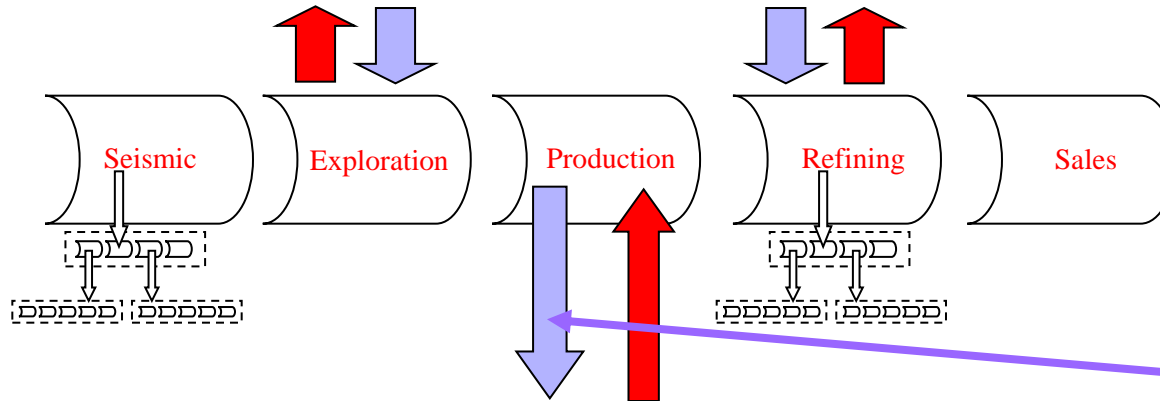 Seismic
Exploration
Production
Refining
Sales